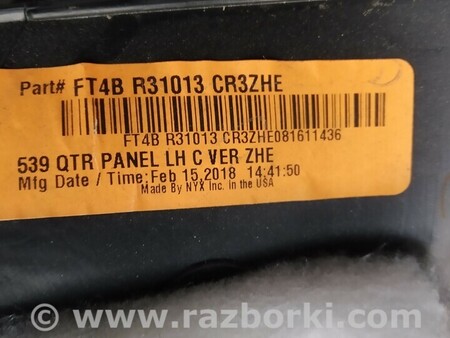 Part# FT4B R31013 CR3ZHE
FT4B R31013 CR3ZHE081611436
539 QTR PANEL LH C VER ZHE
Mfg Date / Time:Feb 15,2018 14:41:50
Made By NYX Inc. In the USA
© www.razborki.com/